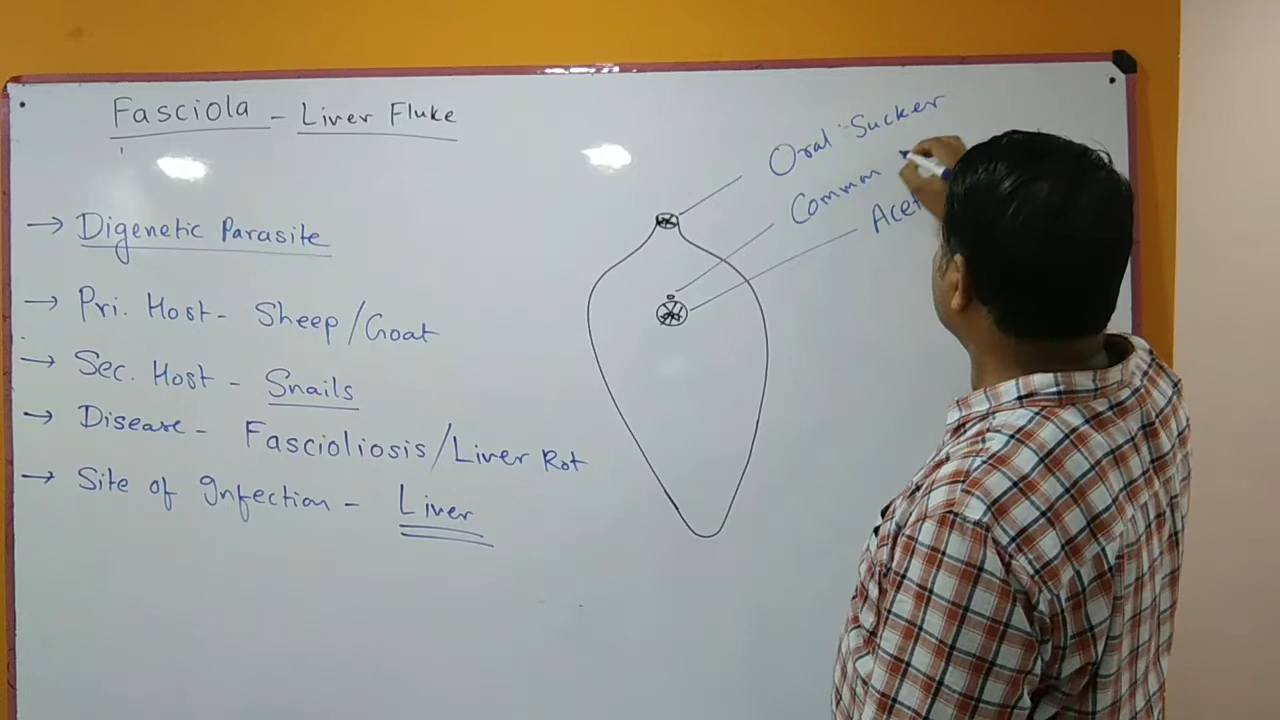 Fasciola - Liver Fluke
→ Digenetic Parasite
→ Pri. Host - Sheep/Goat
→ Sec. Host - Snails
→ Disease - Fascioliosis/Liver Rot
→ Site of Infection - Liver
Oral Sucker
Common